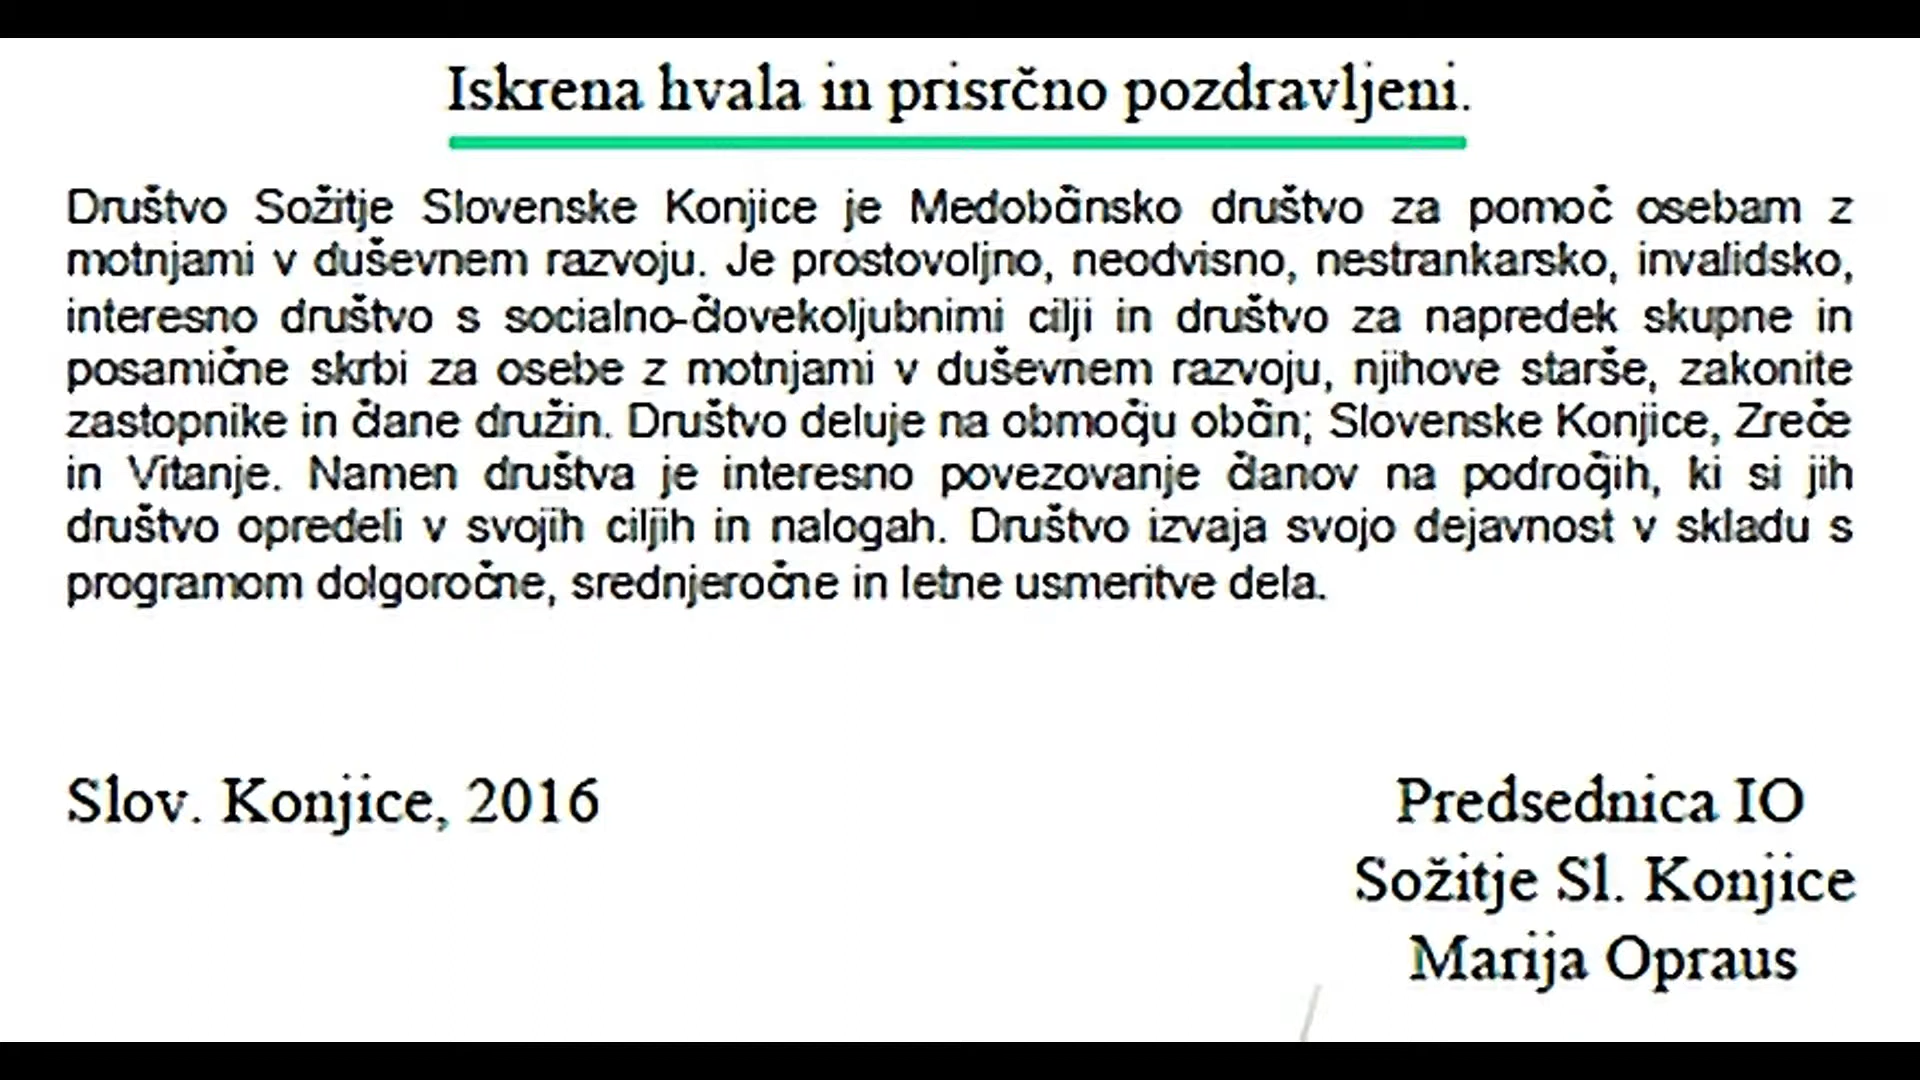 Iskrena hvala in prisrčno pozdravljeni.
Društvo Sožitje Slovenske Konjice je Medobčinsko društvo za pomoč osebam z
motnjami v duševnem razvoju. Je prostovoljno, neodvisno, nestrankarsko, invalidsko,
interesno društvo s socialno-človekoljubnimi cilji in društvo za napredek skupne in
posamične skrbi za osebe z motnjami v duševnem razvoju, njihove starše, zakonite
zastopnike in člane družin. Društvo deluje na območju občin; Slovenske Konjice, Zreče
in Vitanje. Namen društva je interesno povezovanje članov na področjih, ki si jih
društvo opredeli v svojih ciljih in nalogah. Društvo izvaja svojo dejavnost v skladu s
programom dolgoročne, srednjeročne in letne usmeritve dela.
Slov. Konjice, 2016
Predsednica IO
Sožitje Sl. Konjice
Marija Opraus